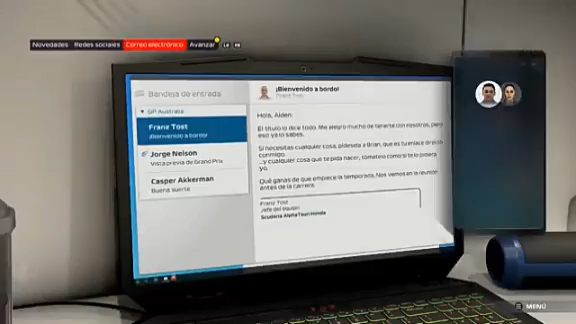 Novedades Redes sociales Correo electrónico Avanzar L4 R5
Bandeja de entrada
GP Australia
Franz Tost
¡Bienvenido a bordo!
Jorge Nelson
Vista previa de Grand Prix
Casper Akkerman
Buena suerte
¡Bienvenido a bordo!
Franz Tost
Hola, Aiden:
El título lo dice todo. Me alegro mucho de tenerte con nosotros, pero
eso ya lo sabes.
Si necesitas cualquier cosa, pídesela a Brian, que es tu enlace directo
conmigo.
...y cualquier cosa que te pida hacer, tómatelo como si te lo pidiera
yo.
Qué ganas de que empiece la temporada. Nos vemos en la reunión
antes de la carrera.
Franz Tost
Jefe del equipo
Scuderia AlphaTauri Honda
MENÚ